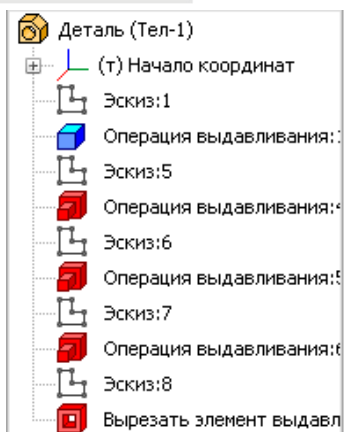 Деталь (Тел-1)
(т) Начало координат
Эскиз:1
Операция выдавливания:
Эскиз:5
Операция выдавливания:
Эскиз:6
Операция выдавливания:
Эскиз:7
Операция выдавливания:
Эскиз:8
Вырезать элемент выдавл